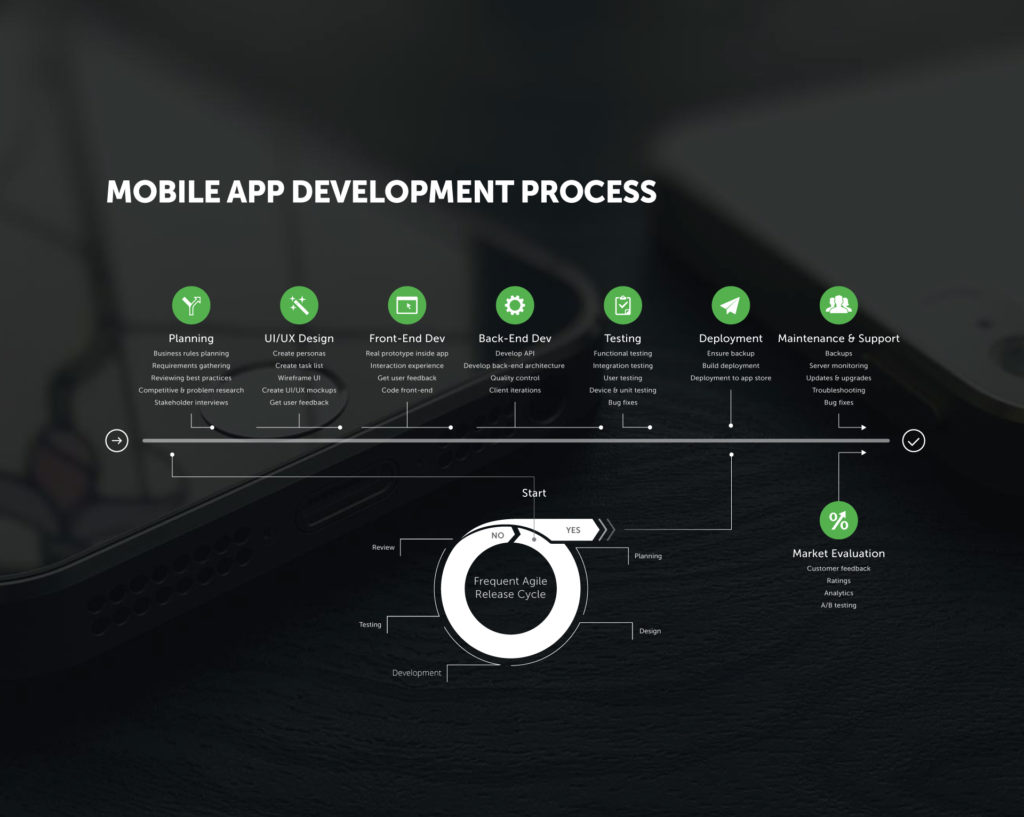 MOBILE APP DEVELOPMENT PROCESS
Planning
Business rules planning
Requirements gathering
Reviewing best practices
Competitive & problem research
Stakeholder interviews
UI/UX Design
Create personas
Create task list
Wireframe UI
Create UI/UX mockups
Get user feedback
Front-End Dev
Real prototype inside app
Interaction experience
Get user feedback
Code front-end
Back-End Dev
Develop API
Develop back-end architecture
Quality control
Client iterations
Testing
Functional testing
Integration testing
User testing
Device & unit testing
Bug fixes
Deployment
Ensure backup
Build deployment
Deployment to app store
Maintenance & Support
Backups
Server monitoring
Updates & upgrades
Troubleshooting
Bug fixes
Start
NO
YES
Review
Planning
Frequent Agile
Release Cycle
Testing
Design
Development
%
Market Evaluation
Customer feedback
Ratings
Analytics
A/B testing